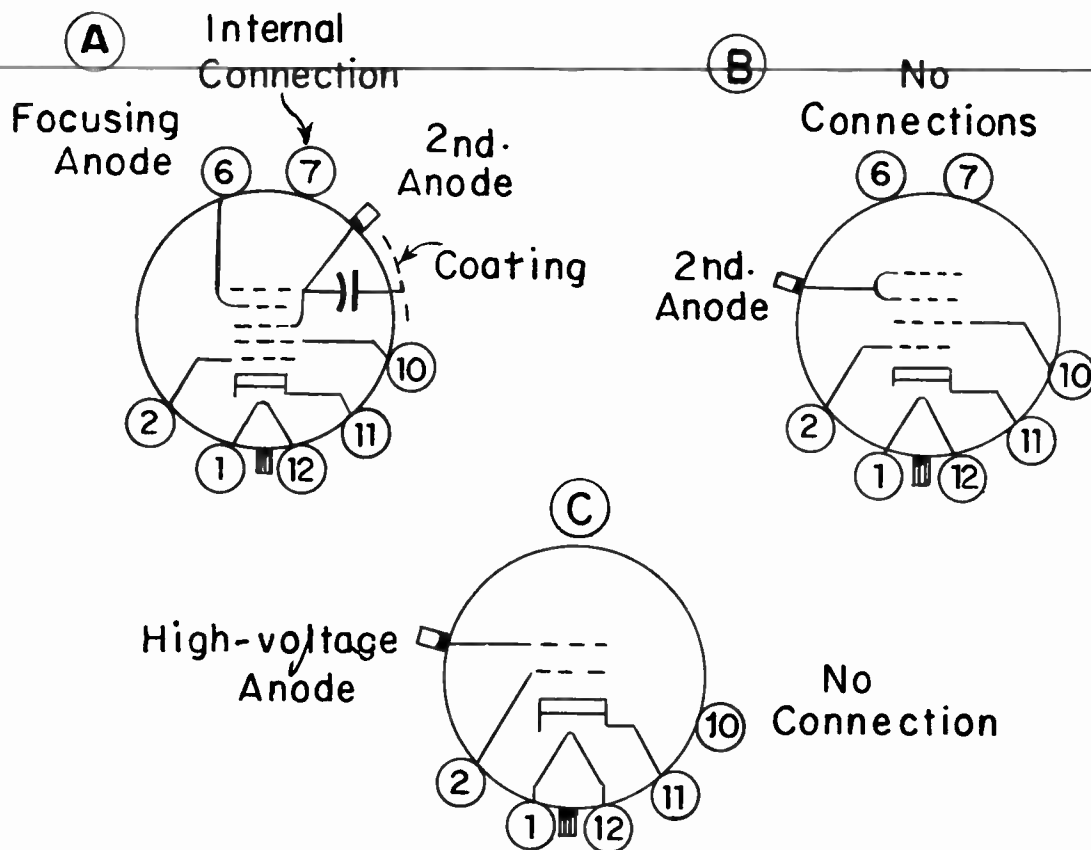 A
Internal
Connection
Focusing
Anode
6
7
2nd.
Anode
Coating
2
10
11
1
12
B
No
Connections
6
7
2nd.
Anode
2
10
11
1
12
C
High-voltage
Anode
No
Connection
10
2
11
1
12